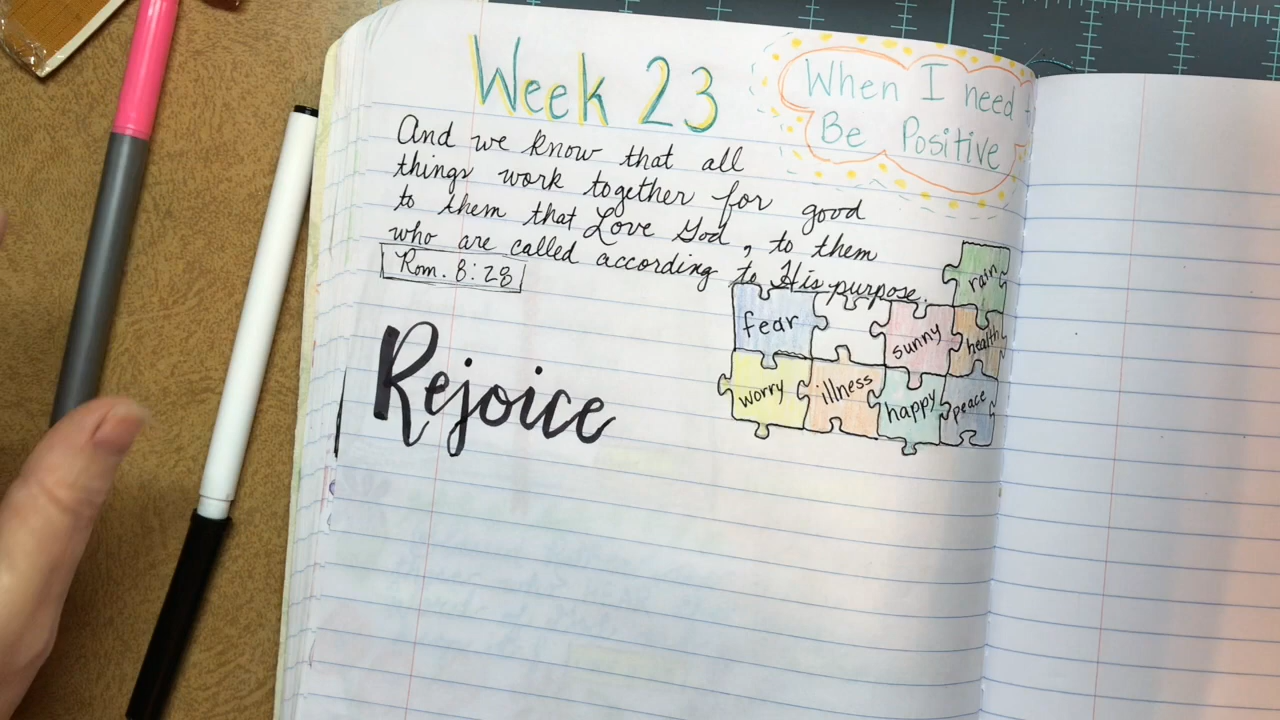 Week 23
When I need
Be Positive
And we know that all
things work together for good
to them that Love God, to them
who are called according to His purpose.
Rom. 8:28
rain
fear
sunny
health
worry
illness
happy
peace
Rejoice